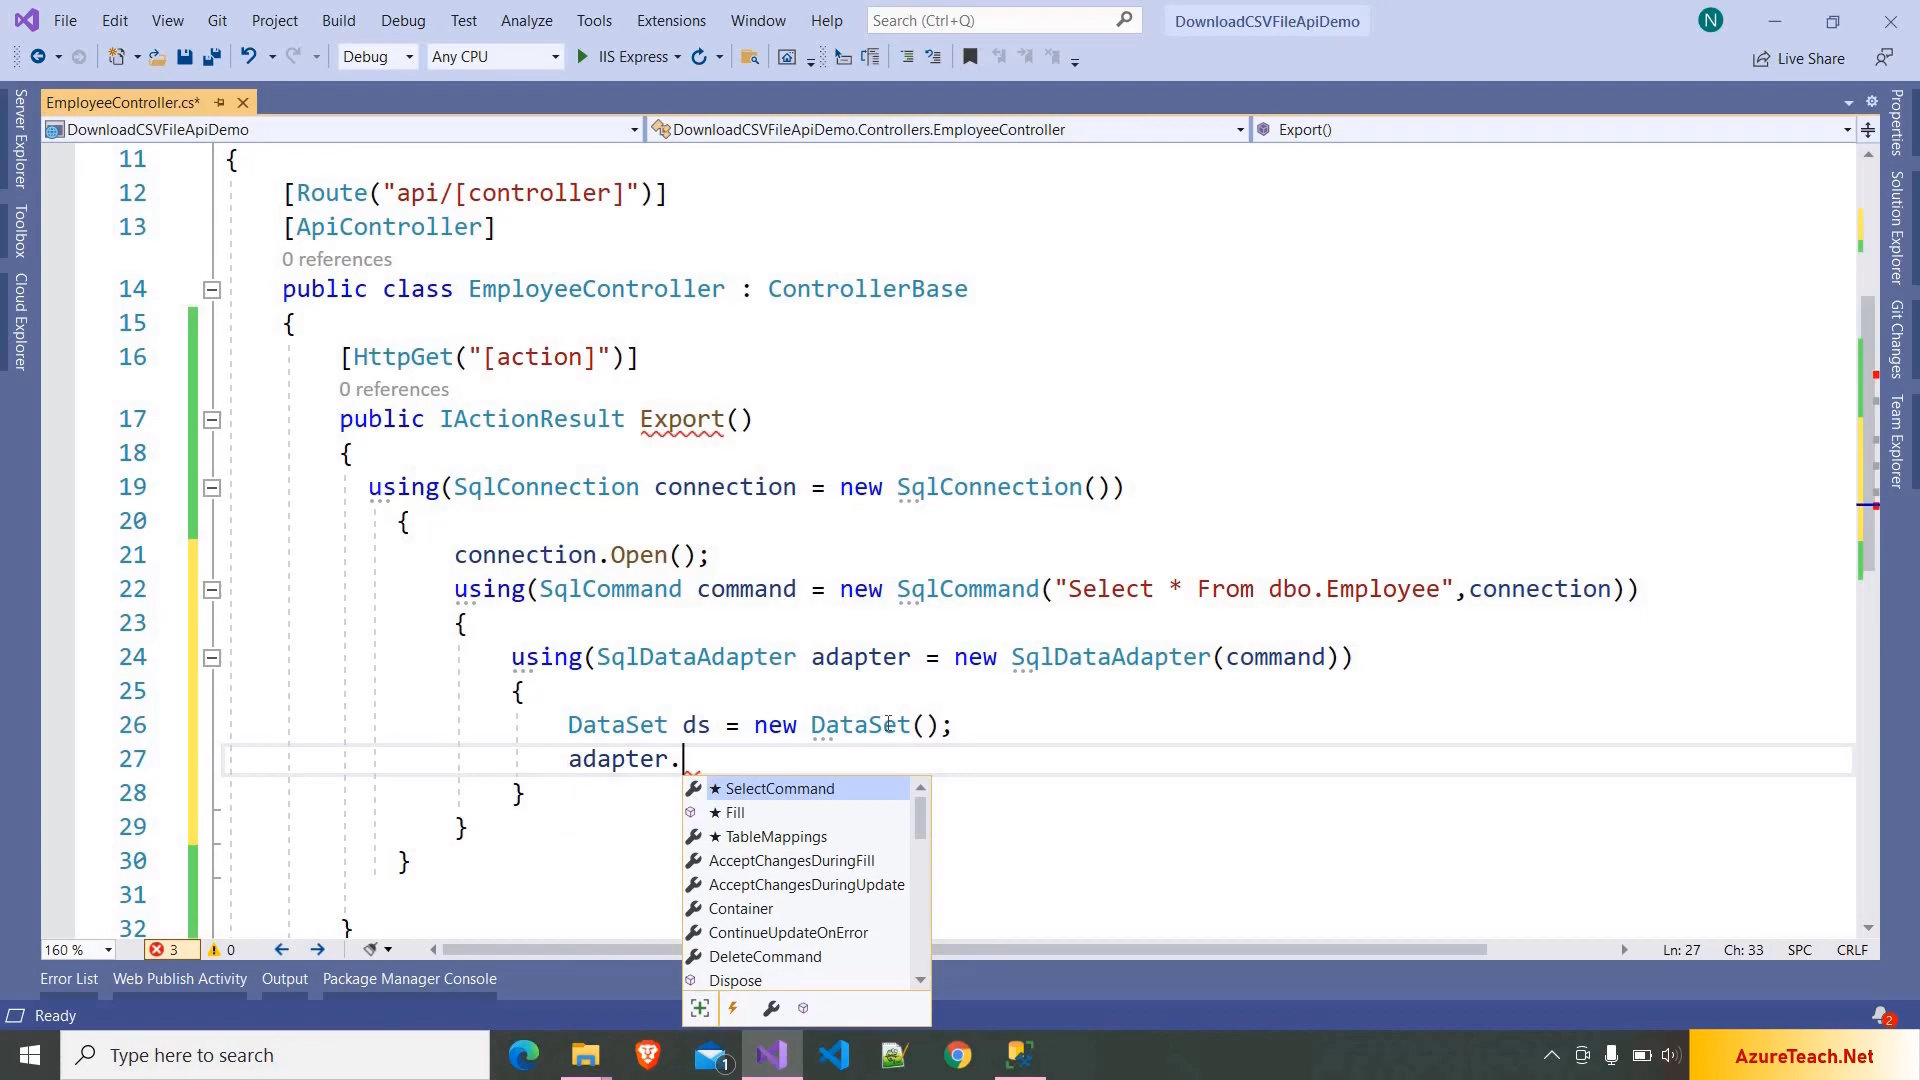 File Edit View Git Project Build Debug Test Analyze Tools Extensions Window Help Search (Ctrl+Q) DownloadCSVFileApiDemo N
Debug Any CPU IIS Express Live Share
EmployeeController.cs*
DownloadCSVFileApiDemo DownloadCSVFileApiDemo.Controllers.EmployeeController Export()
Server Explorer
Toolbox
Cloud Explorer
11 {
12 [Route("api/[controller]")]
13 [ApiController]
0 references
14 public class EmployeeController : ControllerBase
15 {
16 [HttpGet("[action]")]
0 references
17 public IActionResult Export()
18 {
19 using(SqlConnection connection = new SqlConnection())
20 {
21 connection.Open();
22 using(SqlCommand command = new SqlCommand("Select * From dbo.Employee",connection))
23 {
24 using(SqlDataAdapter adapter = new SqlDataAdapter(command))
25 {
26 DataSet ds = new DataSet();
27 adapter.
28 }
29 }
30 }
31
32 }
★ SelectCommand
★ Fill
★ TableMappings
AcceptChangesDuringFill
AcceptChangesDuringUpdate
Container
ContinueUpdateOnError
DeleteCommand
Dispose
Properties
Solution Explorer
Git Changes
Team Explorer
160 % 3 0 Ln: 27 Ch: 33 SPC CRLF
Error List Web Publish Activity Output Package Manager Console
Ready 2
Type here to search 1 AzureTeach.Net